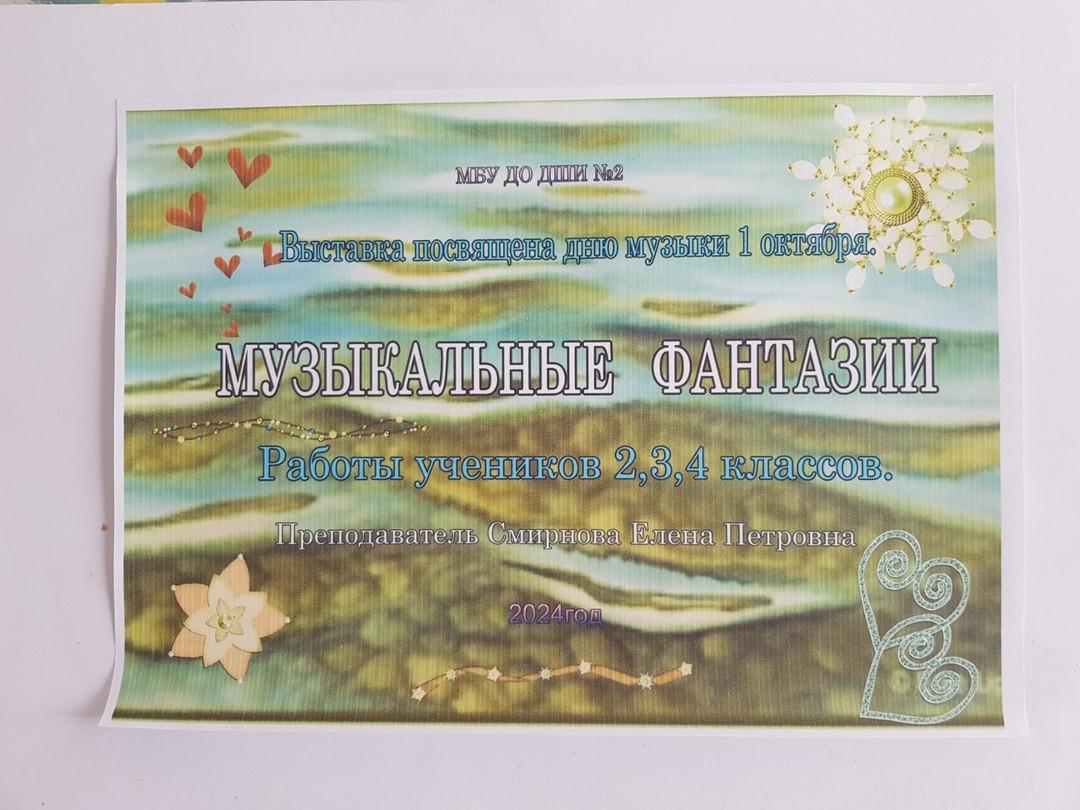 МБУ ДО ДШИ №2
Выставка посвящена дню музыки 1 октября.
МУЗЫКАЛЬНЫЕ ФАНТАЗИИ
Работы учеников 2,3,4 классов.
Преподаватель Смирнова Елена Петровна
2024год